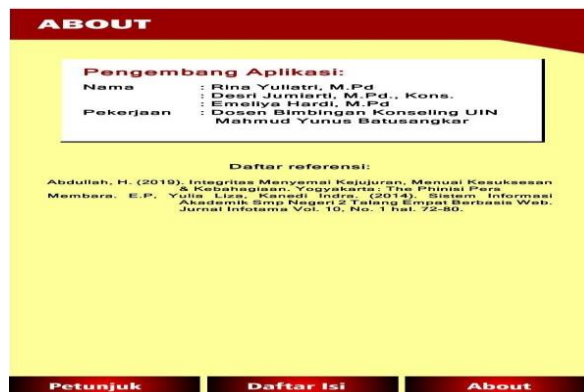 ABOUT
Pengembang Aplikasi:
Nama : Rina Yuliatri, M.Pd
: Desri Jumiarti, M.Pd., Kons.
: Emeliya Hardi, M.Pd
Pekerjaan : Dosen Bimbingan Konseling UIN
Mahmud Yunus Batusangkar
Daftar referensi:
Abdullah, H. (2019). Integritas Menyemai Kejujuran, Menuai Kesuksesan
& Kebahagiaan. Yogyakarta : The Phinisi Pers
Membara. E.P, Yulia Liza, Kanedi Indra. (2014). Sistem Informasi
Akademik Smp Negeri 2 Talang Empat Berbasis Web.
Jurnal Infotama Vol. 10, No. 1 hal. 72-80.
Petunjuk Daftar Isi About